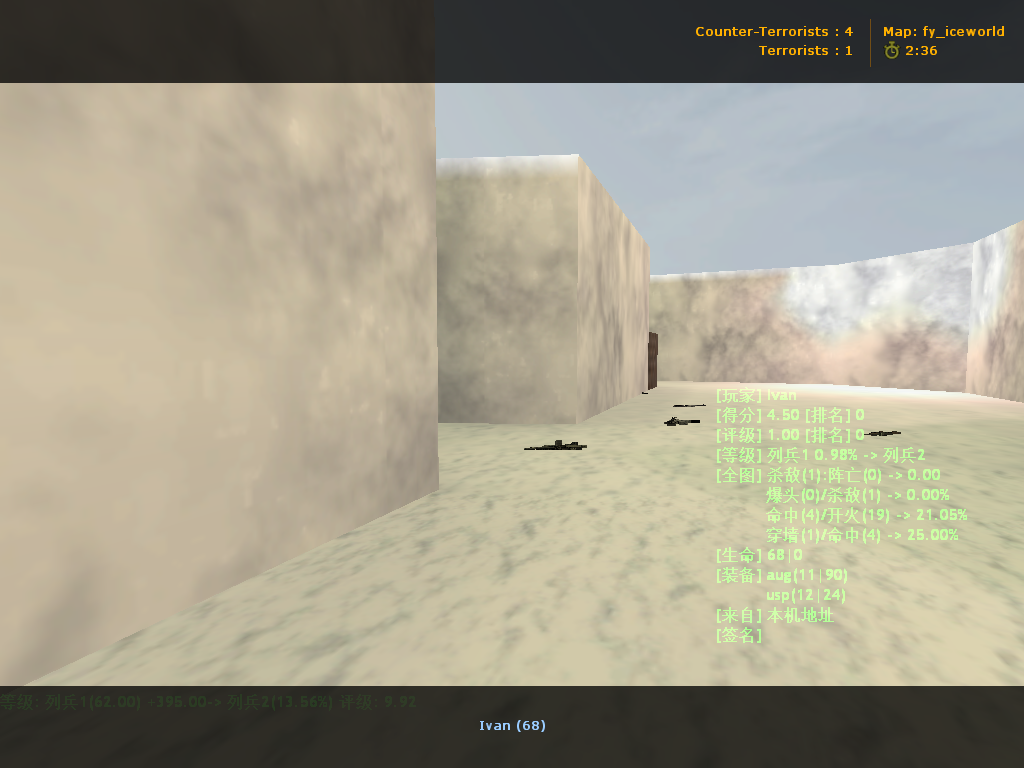 Counter-Terrorists : 4
Terrorists : 1
Map: fy_iceworld
2:36
[玩家] Ivan
[得分] 4.50 [排名] 0
[评级] 1.00 [排名] 0
[等级] 列兵1 0.98% -> 列兵2
[全图] 杀敌(1):阵亡(0) -> 0.00
爆头(0)/杀敌(1) -> 0.00%
命中(4)/开火(19) -> 21.05%
穿墙(1)/命中(4) -> 25.00%
[生命] 68|0
[装备] aug(11|90)
usp(12|24)
[来自] 本机地址
[签名]
等级: 列兵1(62.00) -395.00-> 列兵2(13.56%) 评级: 9.92
Ivan (68)